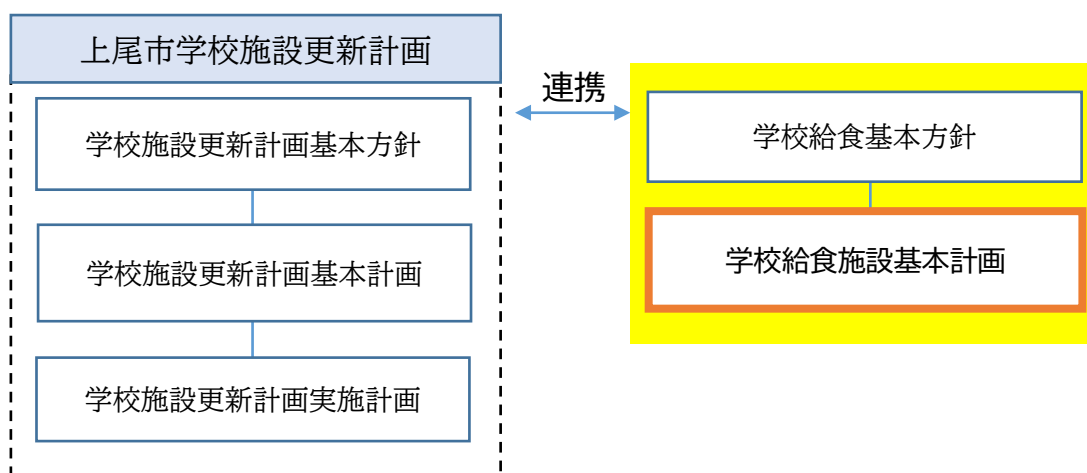 上尾市学校施設更新計画
学校施設更新計画基本方針
学校施設更新計画基本計画
学校施設更新計画実施計画
連携
学校給食基本方針
学校給食施設基本計画